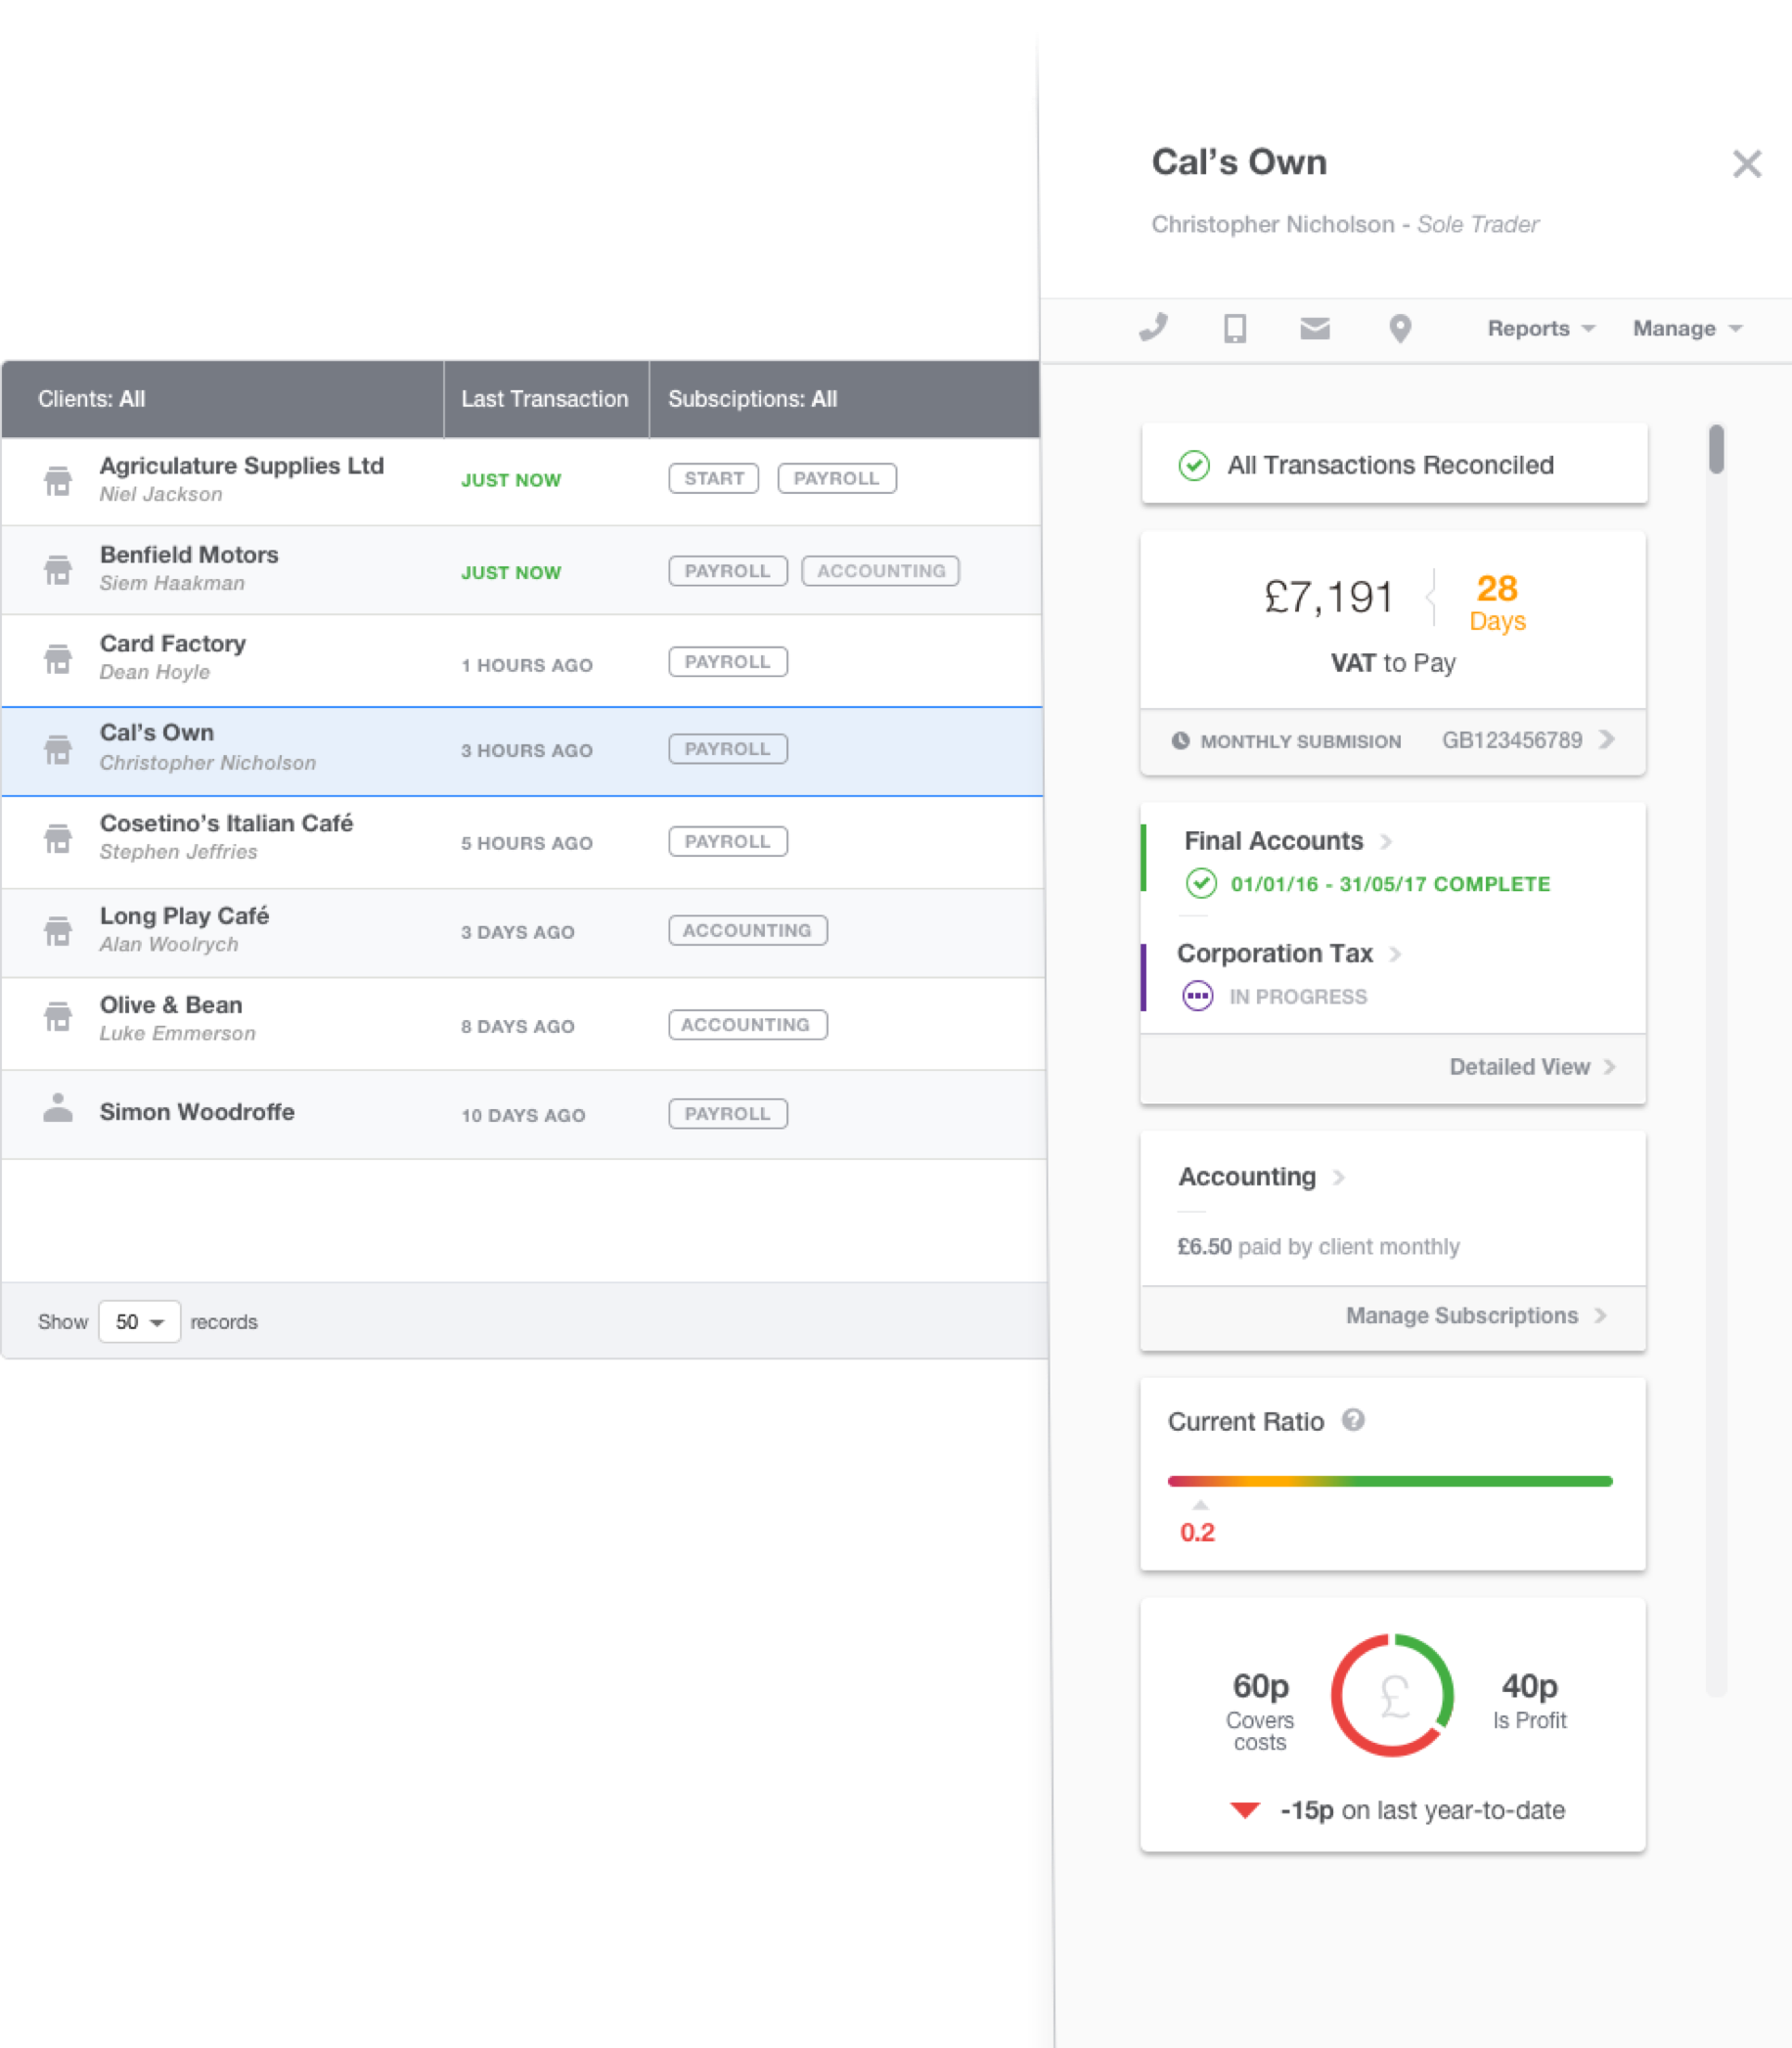 Cal’s Own
Christopher Nicholson - Sole Trader
Reports
Manage
Clients: All
Last Transaction
Subsciptions: All
Agriculature Supplies Ltd
Niel Jackson
JUST NOW
START
PAYROLL
Benfield Motors
Siem Haakman
JUST NOW
PAYROLL
ACCOUNTING
Card Factory
Dean Hoyle
1 HOURS AGO
PAYROLL
Cal’s Own
Christopher Nicholson
3 HOURS AGO
PAYROLL
Cosetino’s Italian Café
Stephen Jeffries
5 HOURS AGO
PAYROLL
Long Play Café
Alan Woolrych
3 DAYS AGO
ACCOUNTING
Olive & Bean
Luke Emmerson
8 DAYS AGO
ACCOUNTING
Simon Woodroffe
10 DAYS AGO
PAYROLL
Show 50 records
All Transactions Reconciled
£7,191
28
Days
VAT to Pay
MONTHLY SUBMISION
GB123456789
Final Accounts
01/01/16 - 31/05/17 COMPLETE
Corporation Tax
IN PROGRESS
Detailed View
Accounting
£6.50 paid by client monthly
Manage Subscriptions
Current Ratio ?
0.2
60p
Covers
costs
£
40p
Is Profit
-15p on last year-to-date